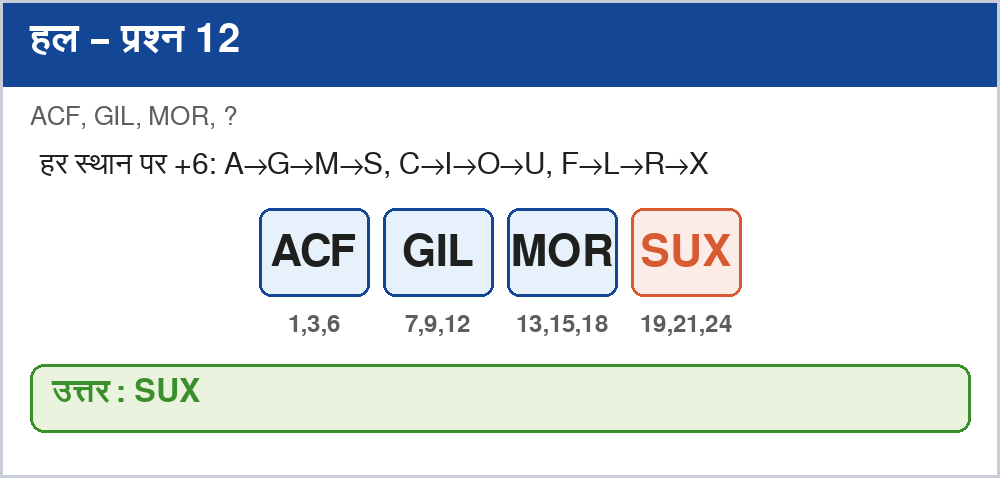 हल – प्रश्न 12
ACF, GIL, MOR, ?
हर स्थान पर +6: A→G→M→S, C→I→O→U, F→L→R→X
ACF GIL MOR SUX
1,3,6 7,9,12 13,15,18 19,21,24
उत्तर : SUX